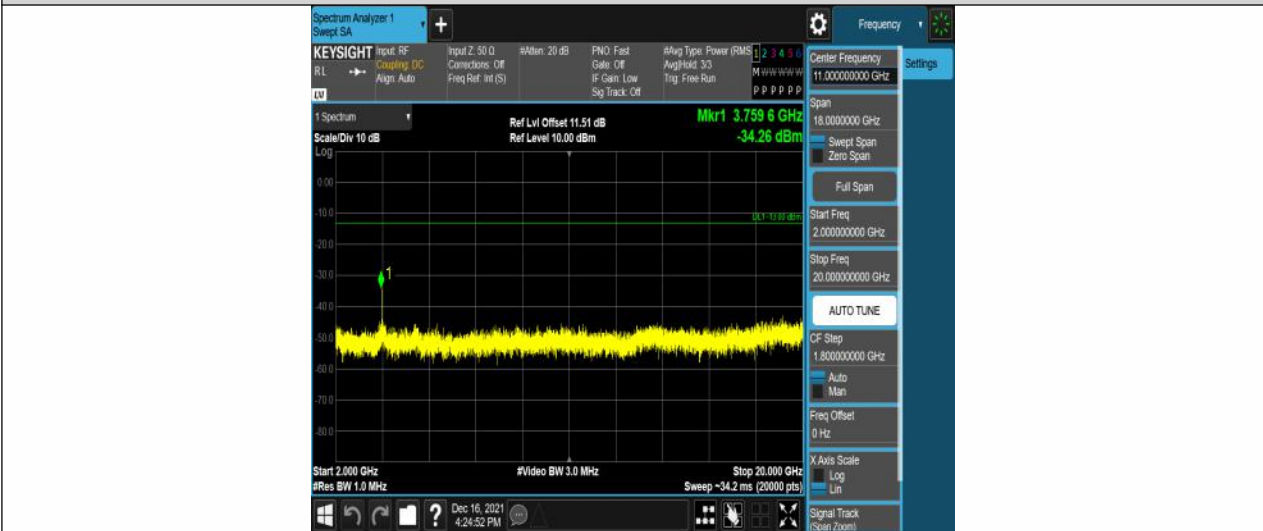 Spectrum Analyzer 1
Swept SA
Frequency
KEYSIGHT
RL
LV
Input: RF
Coupling: DC
Align: Auto
Input Z: 50 Ω
Corrections: Off
Freq Ref: Int (S)
#Atten: 20 dB
PNO: Fast
Gate: Off
IF Gain: Low
Sig Track: Off
#Avg Type: Power (RMS
Avg|Hold: 3/3
Trig: Free Run
1 2 3 4 5 6
M W W W W W
P P P P P P
1 Spectrum
Scale/Div 10 dB
Log
Ref Lvl Offset 11.51 dB
Ref Level 10.00 dBm
Mkr1 3.759 6 GHz
-34.26 dBm
0.00
-10.0
DL1 -13.00 dBm
-20.0
-30.0
1
-40.0
-50.0
-60.0
-70.0
-80.0
Start 2.000 GHz
#Res BW 1.0 MHz
#Video BW 3.0 MHz
Stop 20.000 GHz
Sweep ~34.2 ms (20000 pts)
Dec 16, 2021
4:24:52 PM
Center Frequency
11.000000000 GHz
Settings
Span
18.0000000 GHz
Swept Span
Zero Span
Full Span
Start Freq
2.000000000 GHz
Stop Freq
20.000000000 GHz
AUTO TUNE
CF Step
1.800000000 GHz
Auto
Man
Freq Offset
0 Hz
X Axis Scale
Log
Lin
Signal Track
(Span Zoom)